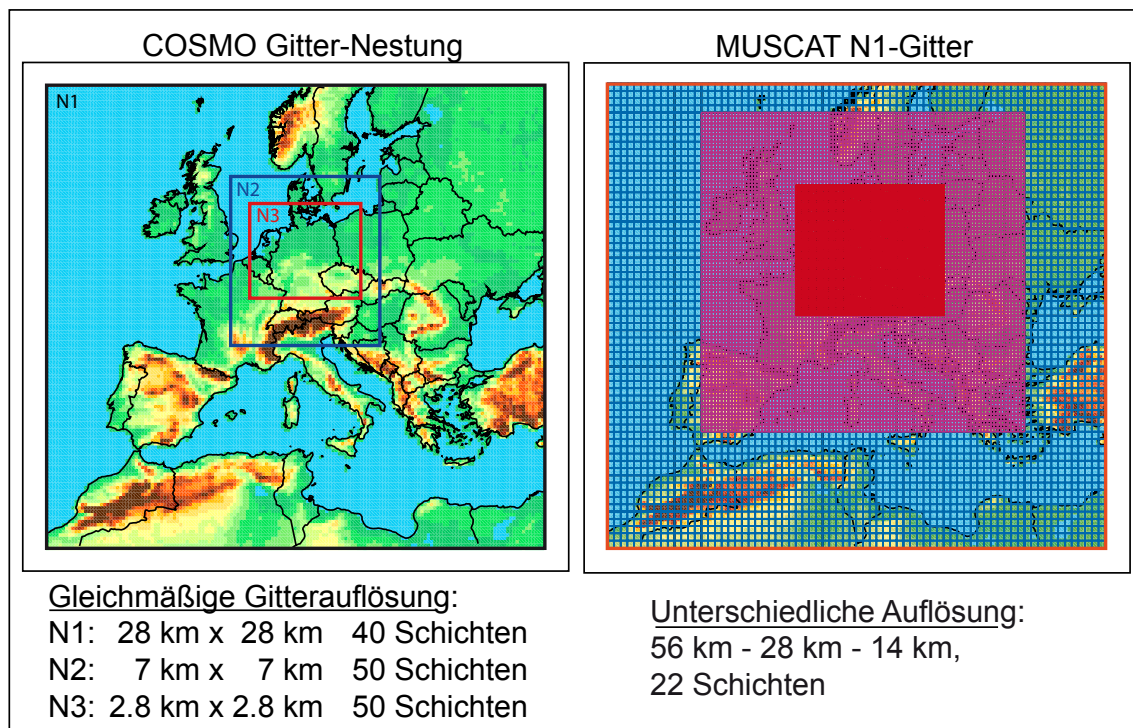 COSMO Gitter-Nestung
MUSCAT N1-Gitter
N1
N2
N3
Gleichmäßige Gitterauflösung:
N1: 28 km x 28 km 40 Schichten
N2: 7 km x 7 km 50 Schichten
N3: 2.8 km x 2.8 km 50 Schichten
Unterschiedliche Auflösung:
56 km - 28 km - 14 km,
22 Schichten